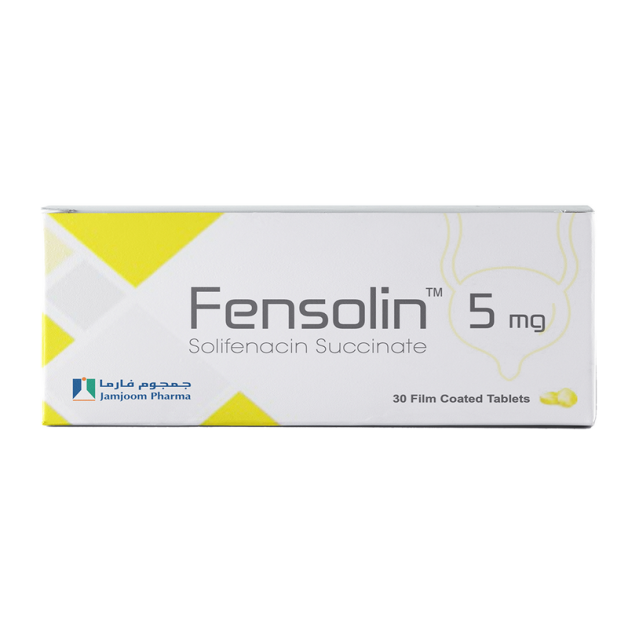 Fensolin™ 5 mg
Solifenacin Succinate
جمجوم فارما
Jamjoom Pharma
30 Film Coated Tablets